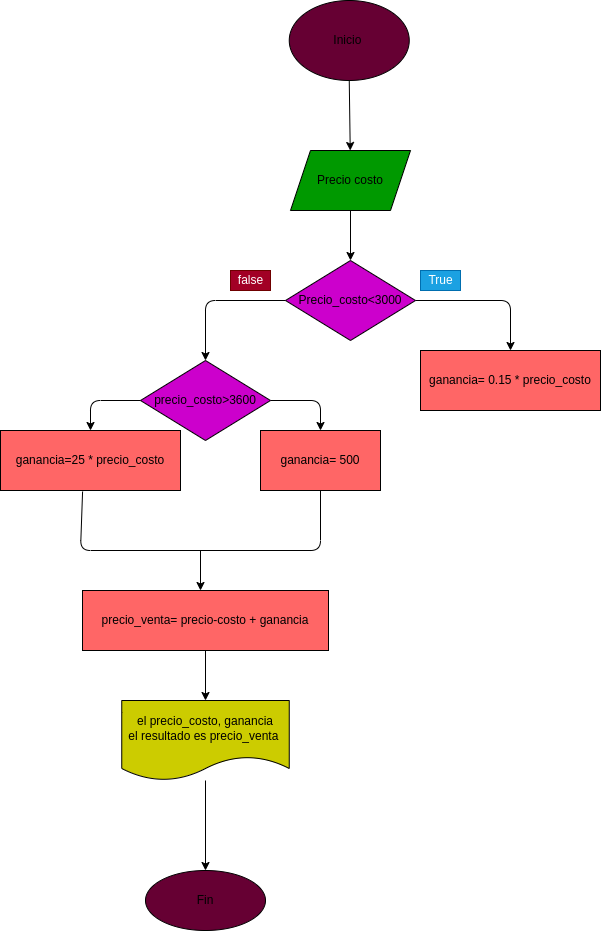 Inicio
Precio costo
false
True
Precio_costo<3000
ganancia= 0.15 * precio_costo
precio_costo>3600
ganancia=25 * precio_costo
ganancia= 500
precio_venta= precio-costo + ganancia
el precio_costo, ganancia
el resultado es precio_venta
Fin